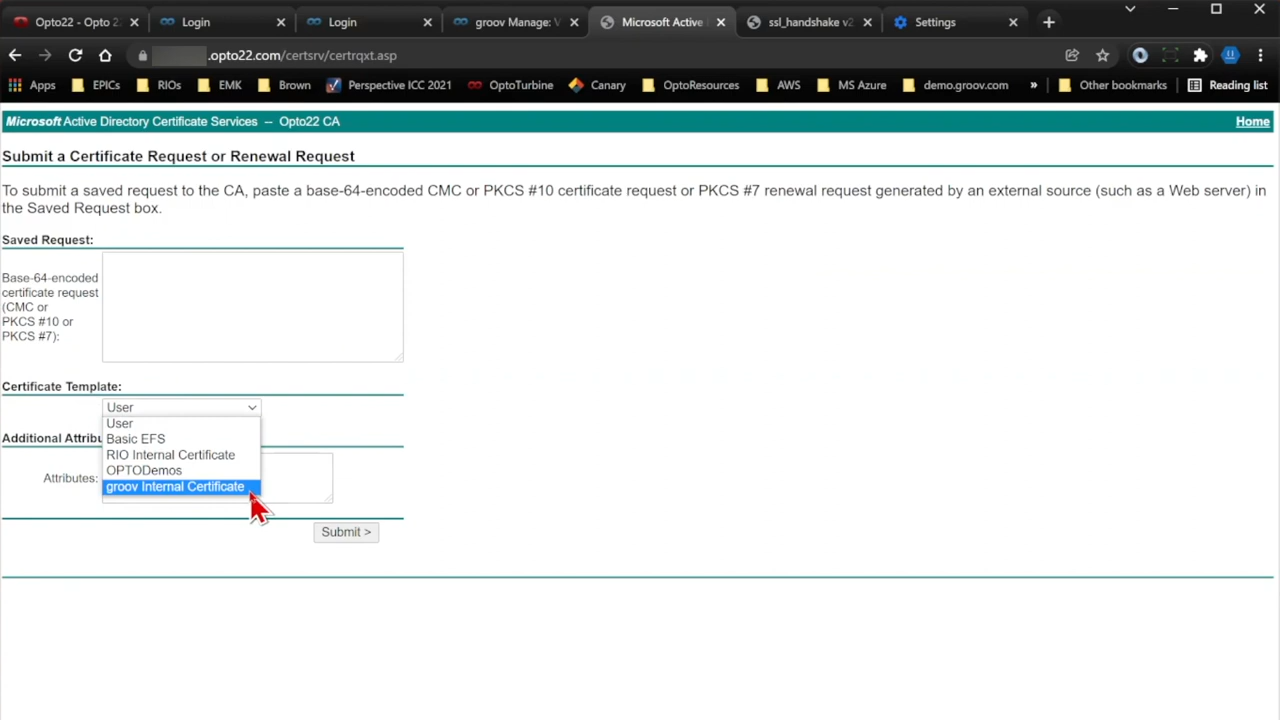 Opto22 - Opto 2
Login
Login
groov Manage: V
Microsoft Active
ssl_handshake v2
Settings
.opto22.com/certsrv/certrqxt.asp
Apps
EPICs
RIOs
EMK
Brown
Perspective ICC 2021
OptoTurbine
Canary
OptoResources
AWS
MS Azure
demo.groov.com
»
Other bookmarks
Reading list
Microsoft Active Directory Certificate Services -- Opto22 CA
Home
Submit a Certificate Request or Renewal Request
To submit a saved request to the CA, paste a base-64-encoded CMC or PKCS #10 certificate request or PKCS #7 renewal request generated by an external source (such as a Web server) in
the Saved Request box.
Saved Request:
Base-64-encoded
certificate request
(CMC or
PKCS #10 or
PKCS #7):
Certificate Template:
User
User
Basic EFS
RIO Internal Certificate
OPTODemos
groov Internal Certificate
Additional Attribu
Attributes:
Submit >